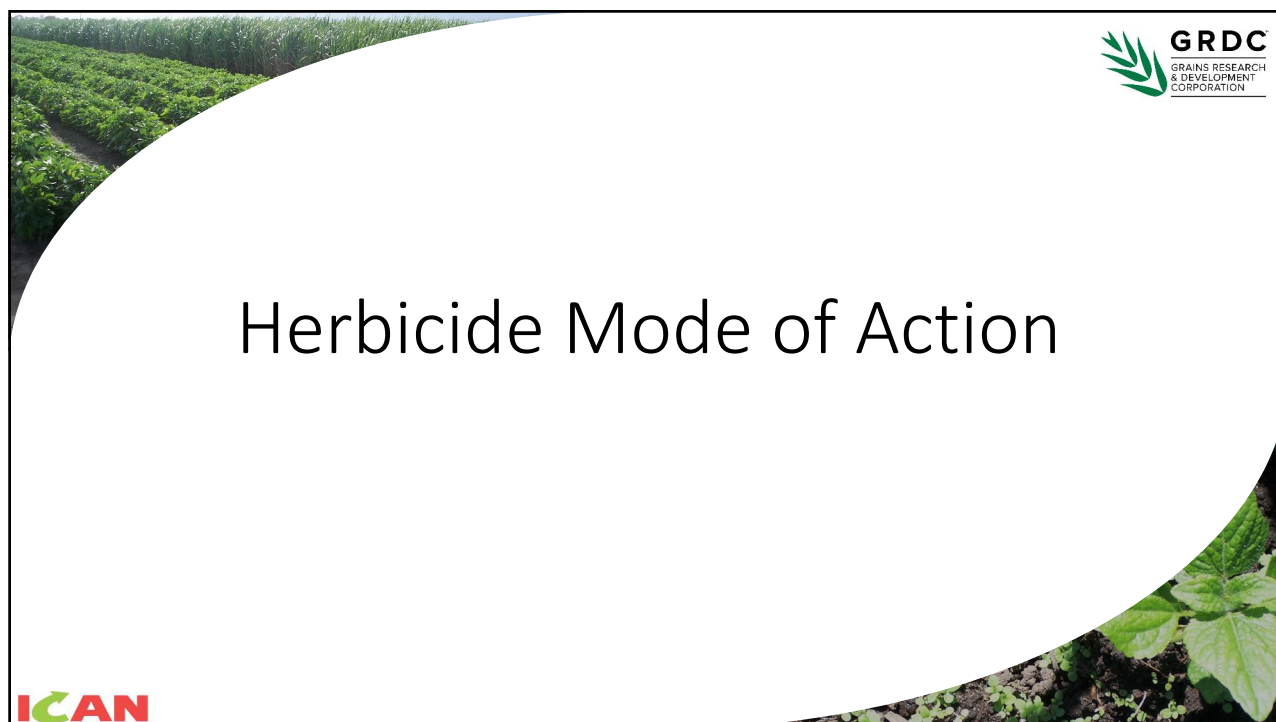 GRDC
GRAINS RESEARCH
& DEVELOPMENT
CORPORATION
Herbicide Mode of Action
ICAN